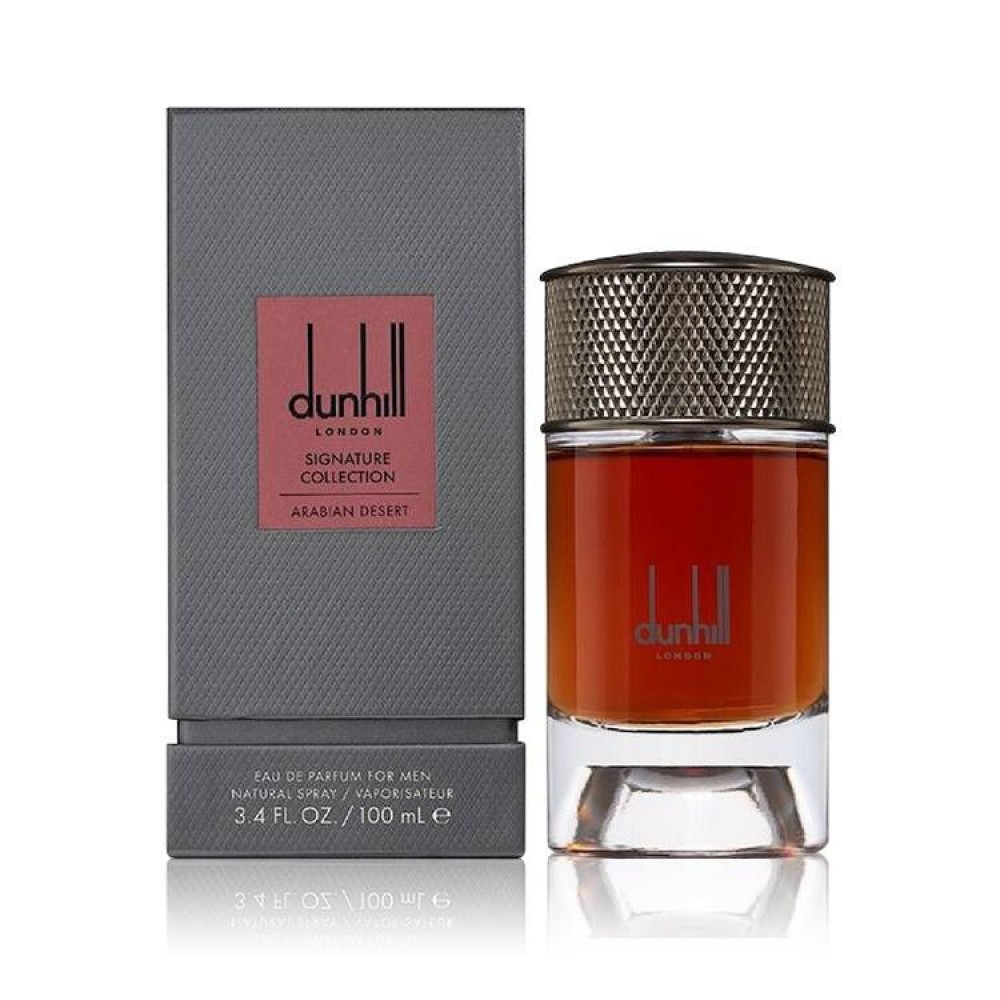 dunhill
LONDON
SIGNATURE
COLLECTION
ARABIAN DESERT
EAU DE PARFUM FOR MEN
NATURAL SPRAY / VAPORISATEUR
3.4 FL. OZ. / 100 mL ℮
dunhill
LONDON